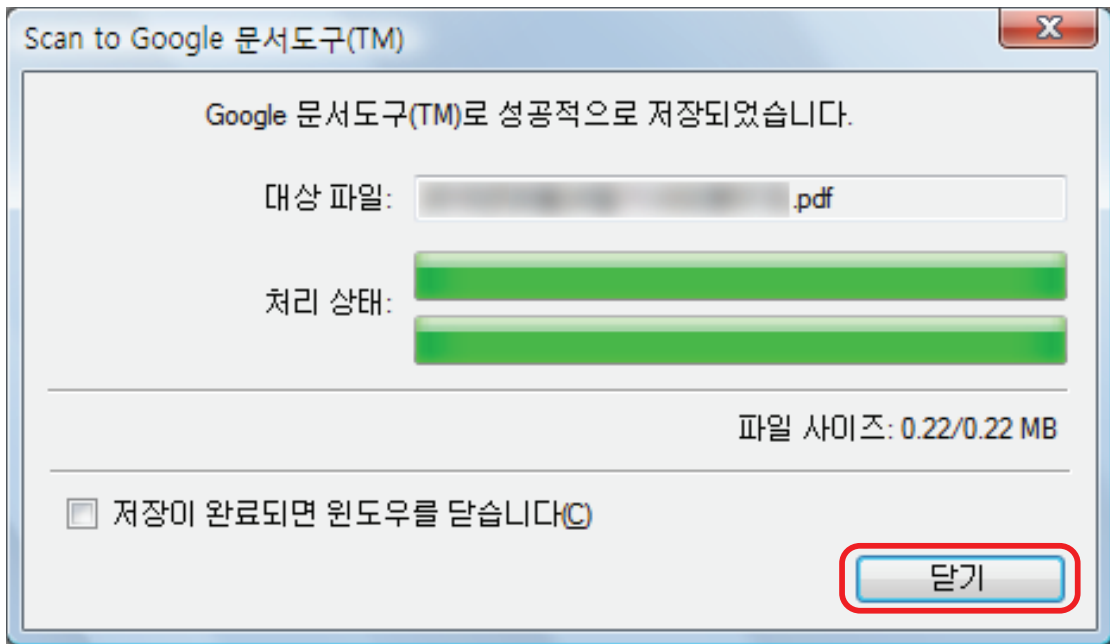 Scan to Google 문서도구(TM)
Google 문서도구(TM)로 성공적으로 저장되었습니다.
대상 파일: .pdf
처리 상태:
파일 사이즈: 0.22/0.22 MB
저장이 완료되면 윈도우를 닫습니다(C)
닫기